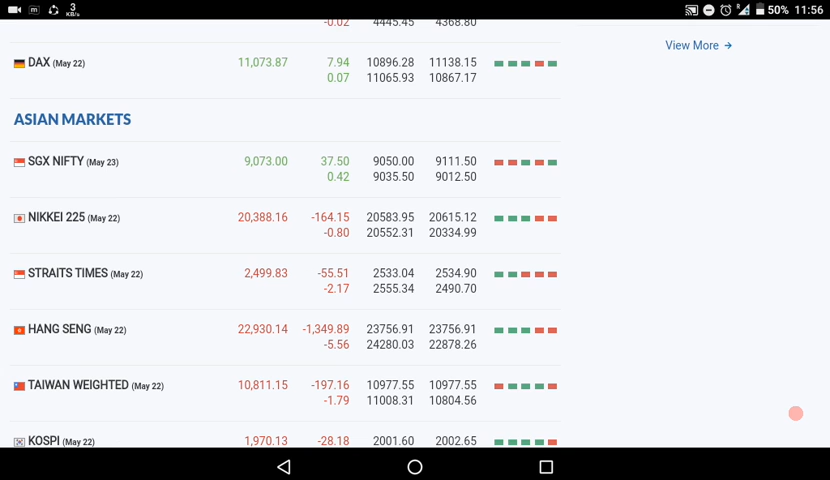 m 3 KB/s R 50% 11:56
-0.02 4445.45 4368.80
View More →
DAX (May 22) 11,073.87 7.94 10896.28 11138.15
0.07 11065.93 10867.17
ASIAN MARKETS
SGX NIFTY (May 23) 9,073.00 37.50 9050.00 9111.50
0.42 9035.50 9012.50
NIKKEI 225 (May 22) 20,388.16 -164.15 20583.95 20615.12
-0.80 20552.31 20334.99
STRAITS TIMES (May 22) 2,499.83 -55.51 2533.04 2534.90
-2.17 2555.34 2490.70
HANG SENG (May 22) 22,930.14 -1,349.89 23756.91 23756.91
-5.56 24280.03 22878.26
TAIWAN WEIGHTED (May 22) 10,811.15 -197.16 10977.55 10977.55
-1.79 11008.31 10804.56
KOSPI (May 22) 1,970.13 -28.18 2001.60 2002.65